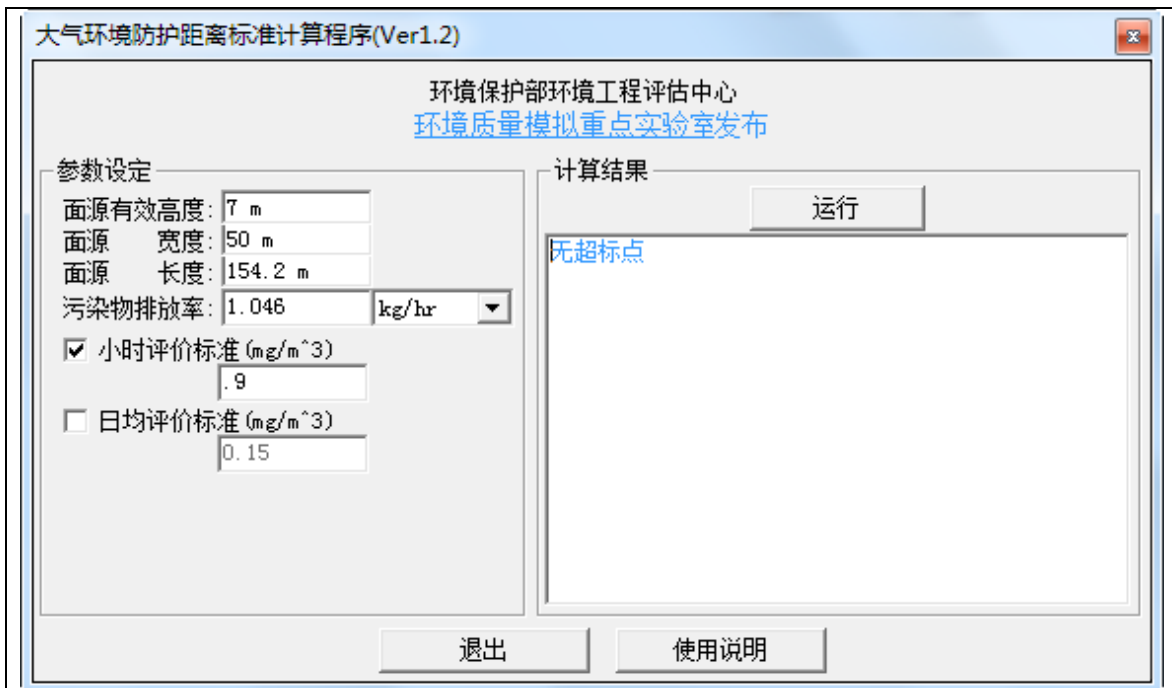 大气环境防护距离标准计算程序(Ver1.2)
环境保护部环境工程评估中心
环境质量模拟重点实验室发布
参数设定
面源有效高度: 7 m
面源 宽度: 50 m
面源 长度: 154.2 m
污染物排放率: 1.046 kg/hr
小时评价标准(mg/m^3)
.9
日均评价标准(mg/m^3)
0.15
计算结果
运行
无超标点
退出
使用说明